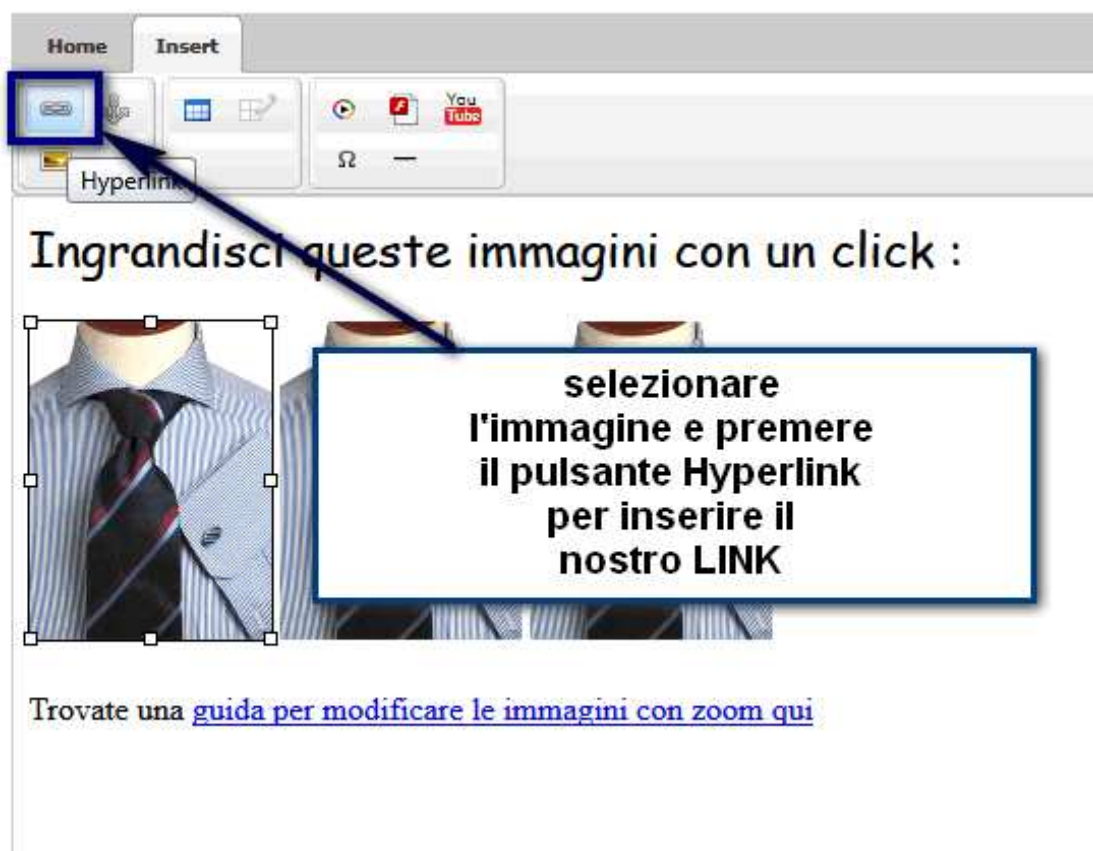 Home Insert
You
Tube
Ω
Hyperlink
Ingrandisci queste immagini con un click :
selezionare
l'immagine e premere
il pulsante Hyperlink
per inserire il
nostro LINK
Trovate una guida per modificare le immagini con zoom qui